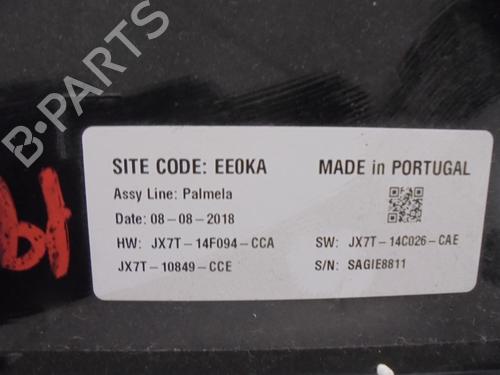 B-PARTS
SITE CODE: EE0KA
MADE in PORTUGAL
Assy Line: Palmela
Date: 08-08-2018
HW: JX7T-14F094-CCA
SW: JX7T-14C026-CAE
JX7T-10849-CCE
S/N: SAGIE8811